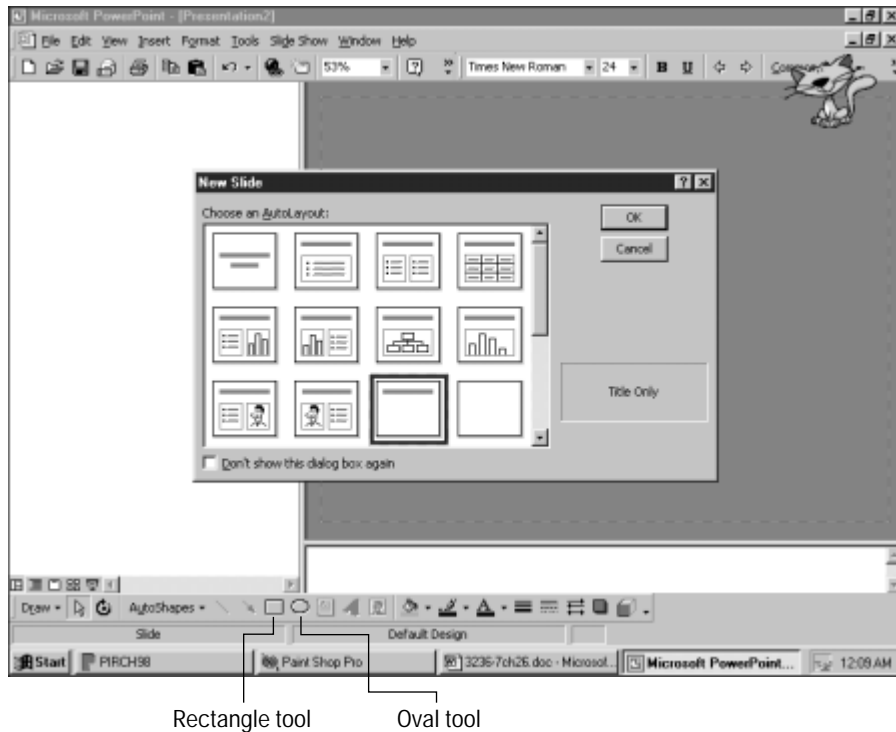 Microsoft PowerPoint - [Presentation2]
File Edit View Insert Format Tools Slide Show Window Help
53% Times New Roman 24 B U
New Slide
Choose an AutoLayout:
OK
Cancel
Title Only
Don't show this dialog box again
Draw AutoShapes
Slide Default Design
Start PIRCH98 Paint Shop Pro 3236-7ch26.doc - Microsof... Microsoft PowerPoint... 12:09 AM
Rectangle tool Oval tool